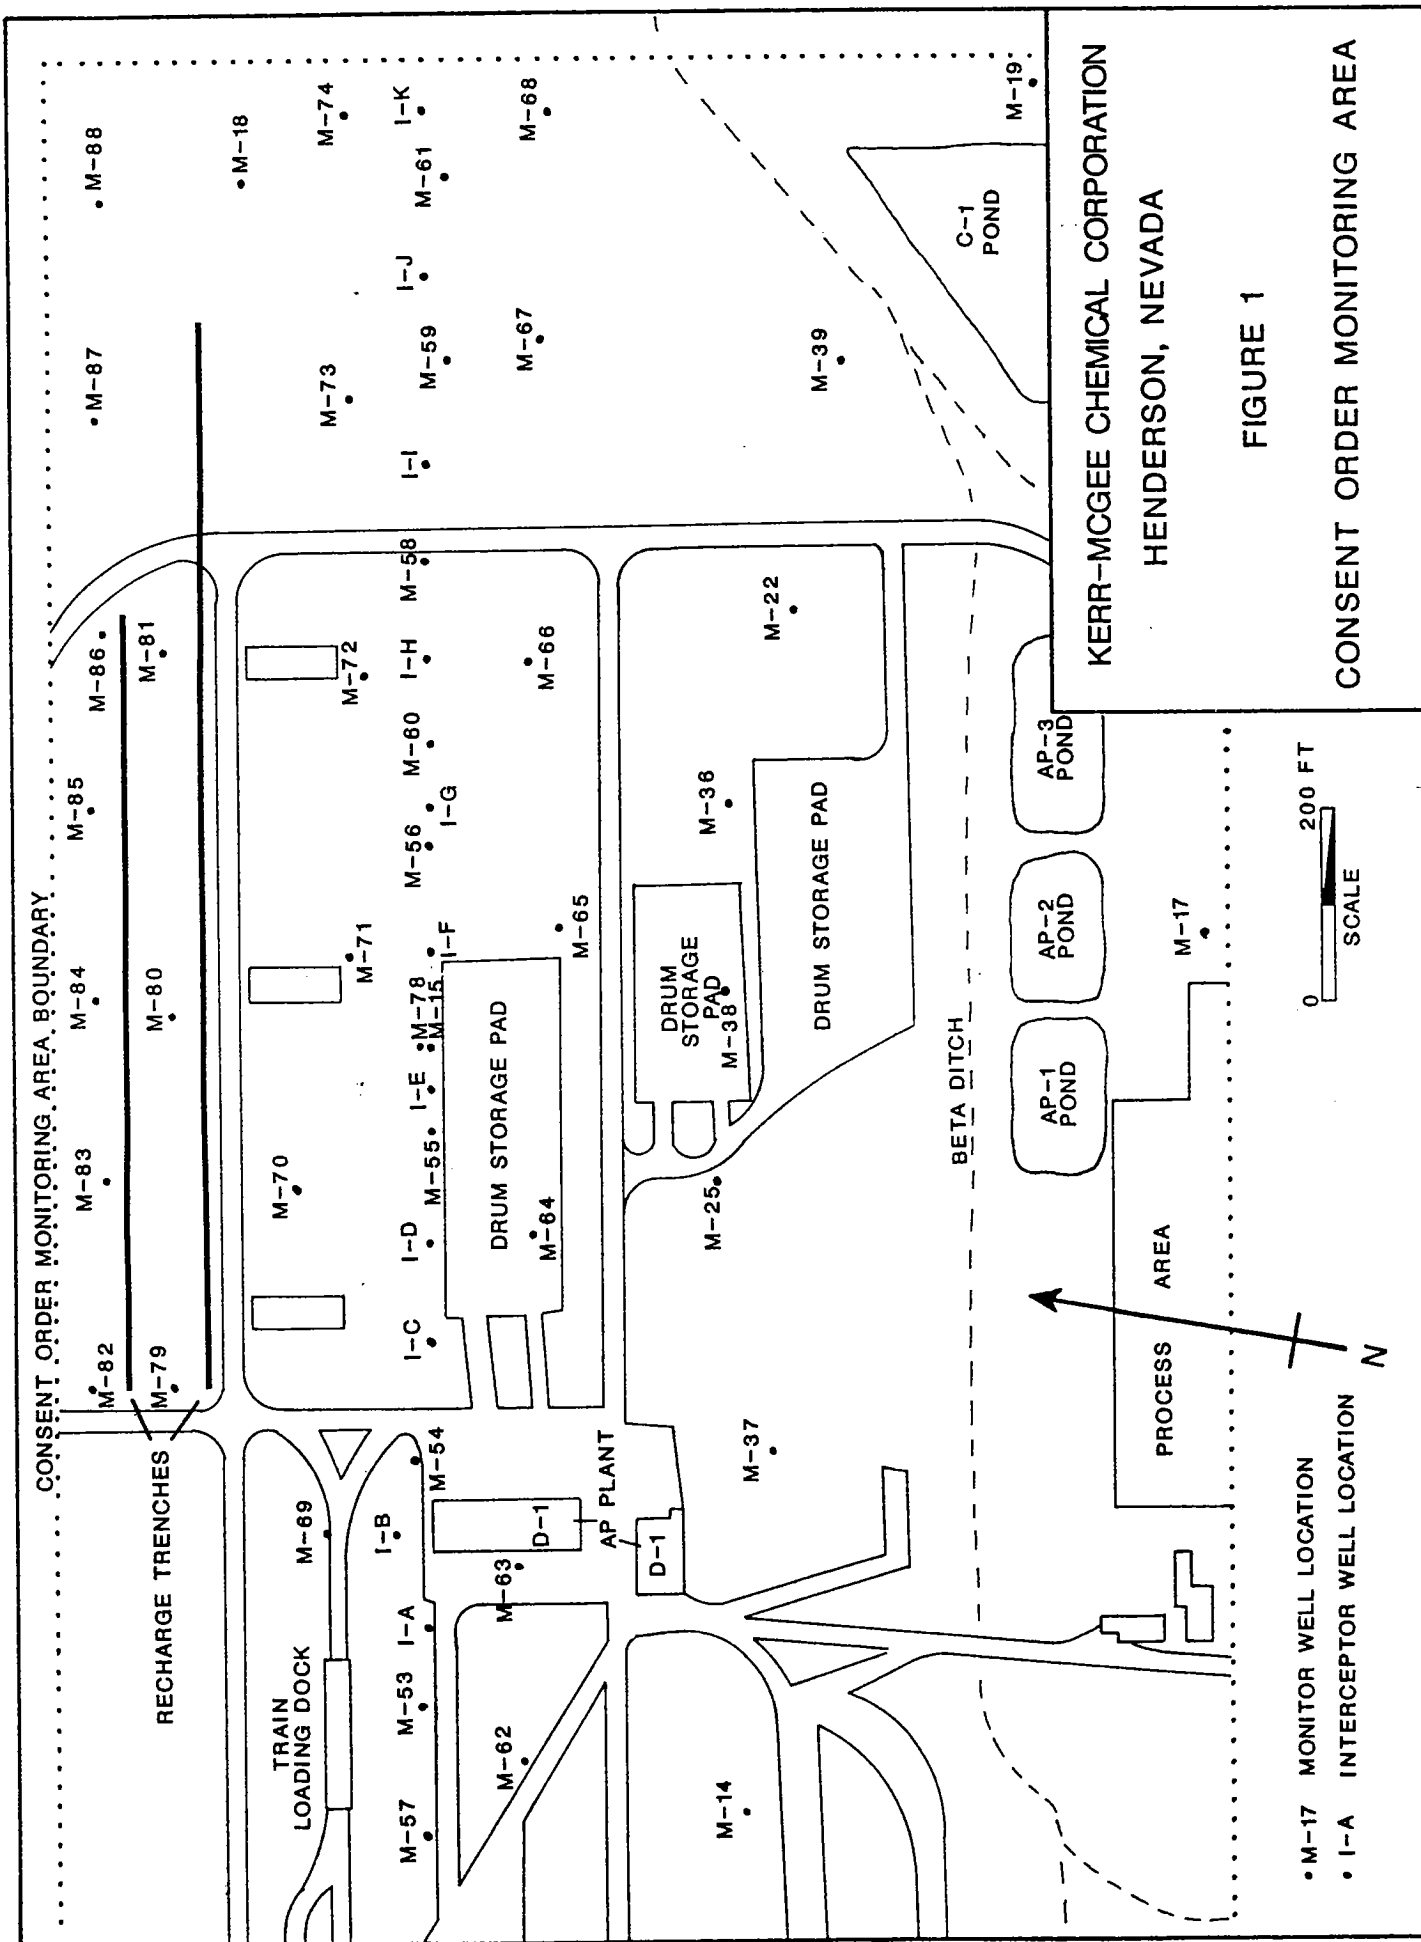 CONSENT ORDER MONITORING AREA BOUNDARY
M-82
M-83
M-84
M-85
M-86
M-87
M-88
M-79
M-80
M-81
M-18
RECHARGE TRENCHES
M-69
M-70
M-71
M-72
M-73
M-74
TRAIN
LOADING DOCK
M-57
M-53
I-A
I-B
M-54
I-C
I-D
M-55
I-E
M-78
M-15
I-F
M-56
I-G
M-60
I-H
M-58
I-I
M-59
I-J
M-61
I-K
M-62
M-63
D-1
AP PLANT
D-1
DRUM STORAGE PAD
M-64
M-65
M-66
M-67
M-68
M-14
M-37
M-25
DRUM
STORAGE
PAD
M-38
M-36
M-22
M-39
DRUM STORAGE PAD
BETA DITCH
C-1
POND
M-19
AP-1
POND
AP-2
POND
AP-3
POND
PROCESS AREA
M-17
N
0
200 FT
SCALE
M-17 MONITOR WELL LOCATION
I-A INTERCEPTOR WELL LOCATION
KERR-MCGEE CHEMICAL CORPORATION
HENDERSON, NEVADA
FIGURE 1
CONSENT ORDER MONITORING AREA